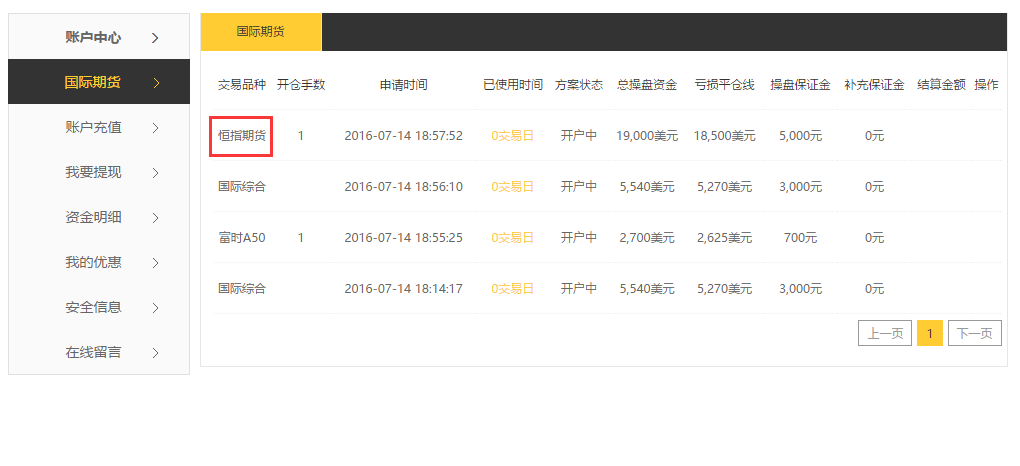 账户中心
国际期货
账户充值
我要提现
资金明细
我的优惠
安全信息
在线留言
国际期货
交易品种 开仓手数 申请时间 已使用时间 方案状态 总操盘资金 亏损平仓线 操盘保证金 补充保证金 结算金额 操作
恒指期货 1 2016-07-14 18:57:52 0交易日 开户中 19,000美元 18,500美元 5,000元 0元
国际综合 2016-07-14 18:56:10 0交易日 开户中 5,540美元 5,270美元 3,000元 0元
富时A50 1 2016-07-14 18:55:25 0交易日 开户中 2,700美元 2,625美元 700元 0元
国际综合 2016-07-14 18:14:17 0交易日 开户中 5,540美元 5,270美元 3,000元 0元
上一页 1 下一页